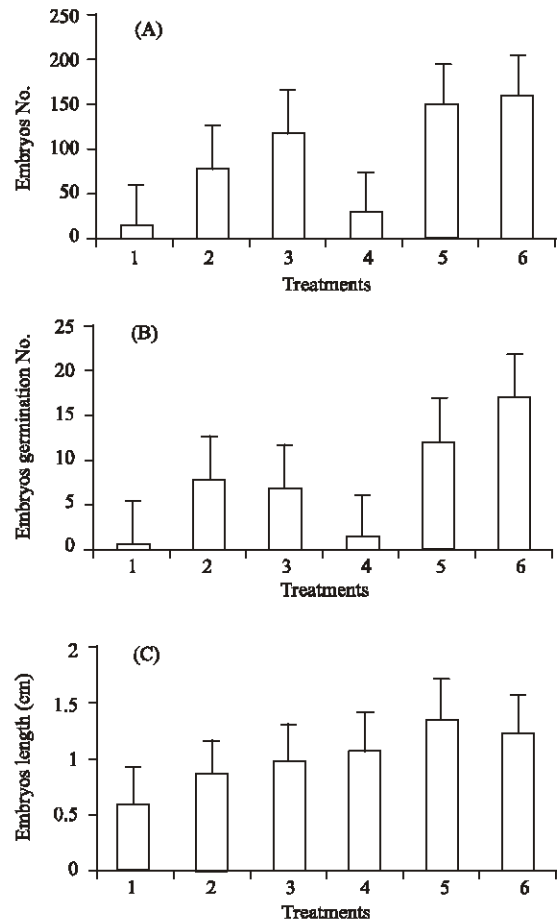 (A)
Embryos No.
250
200
150
100
50
0
1 2 3 4 5 6
Treatments
(B)
Embryos germination No.
25
20
15
10
5
0
1 2 3 4 5 6
Treatments
(C)
Embryos length (cm)
2
1.5
1
0.5
0
1 2 3 4 5 6
Treatments